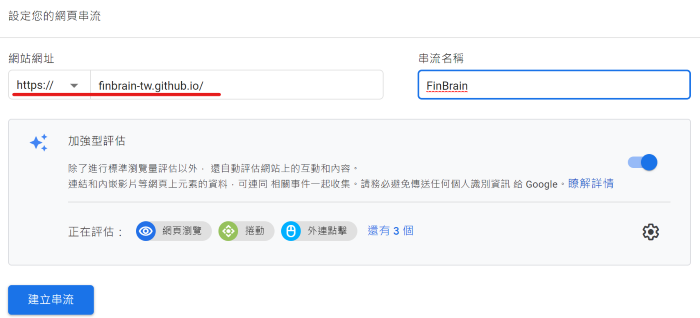 設定您的網頁串流
網站網址
串流名稱
https://
finbrain-tw.github.io/
FinBrain
加強型評估
除了進行標準瀏覽量評估以外， 還自動評估網站上的互動和內容。
連結和內嵌影片等網頁上元素的資料，可連同 相關事件一起收集。請務必避免傳送任何個人識別資訊 給 Google。瞭解詳情
正在評估： 網頁瀏覽 捲動 外連點擊 還有 3 個
建立串流